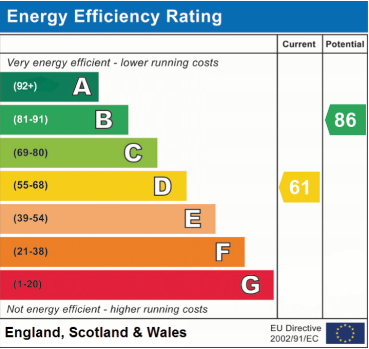 Energy Efficiency Rating
Current Potential
Very energy efficient - lower running costs
(92+) A
(81-91) B
86
(69-80) C
(55-68) D
61
(39-54) E
(21-38) F
(1-20) G
Not energy efficient - higher running costs
England, Scotland & Wales
EU Directive
2002/91/EC